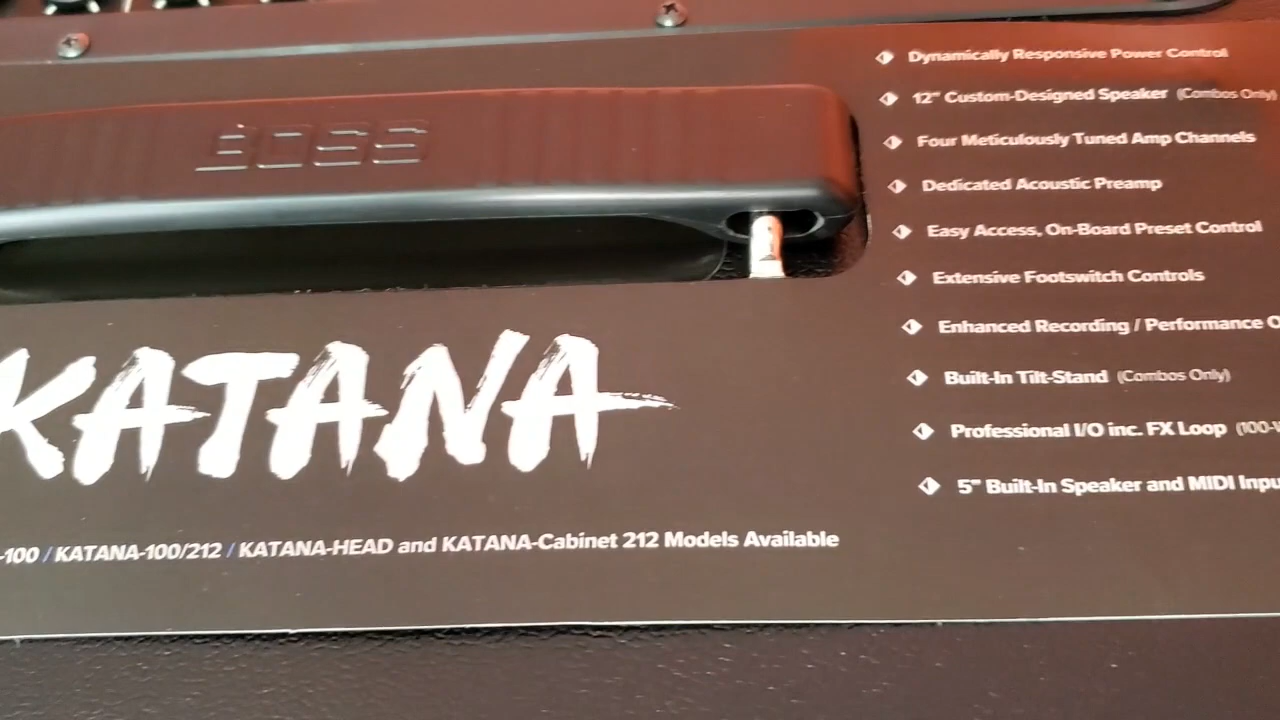 BOSS
Dynamically Responsive Power Control
12" Custom-Designed Speaker (Combos Only)
Four Meticulously Tuned Amp Channels
Dedicated Acoustic Preamp
Easy Access, On-Board Preset Control
Extensive Footswitch Controls
Enhanced Recording / Performance
Built-In Tilt-Stand (Combos Only)
Professional I/O inc. FX Loop (100-
5" Built-In Speaker and MIDI
KATANA
-100 / KATANA-100/212 / KATANA-HEAD and KATANA-Cabinet 212 Models Available